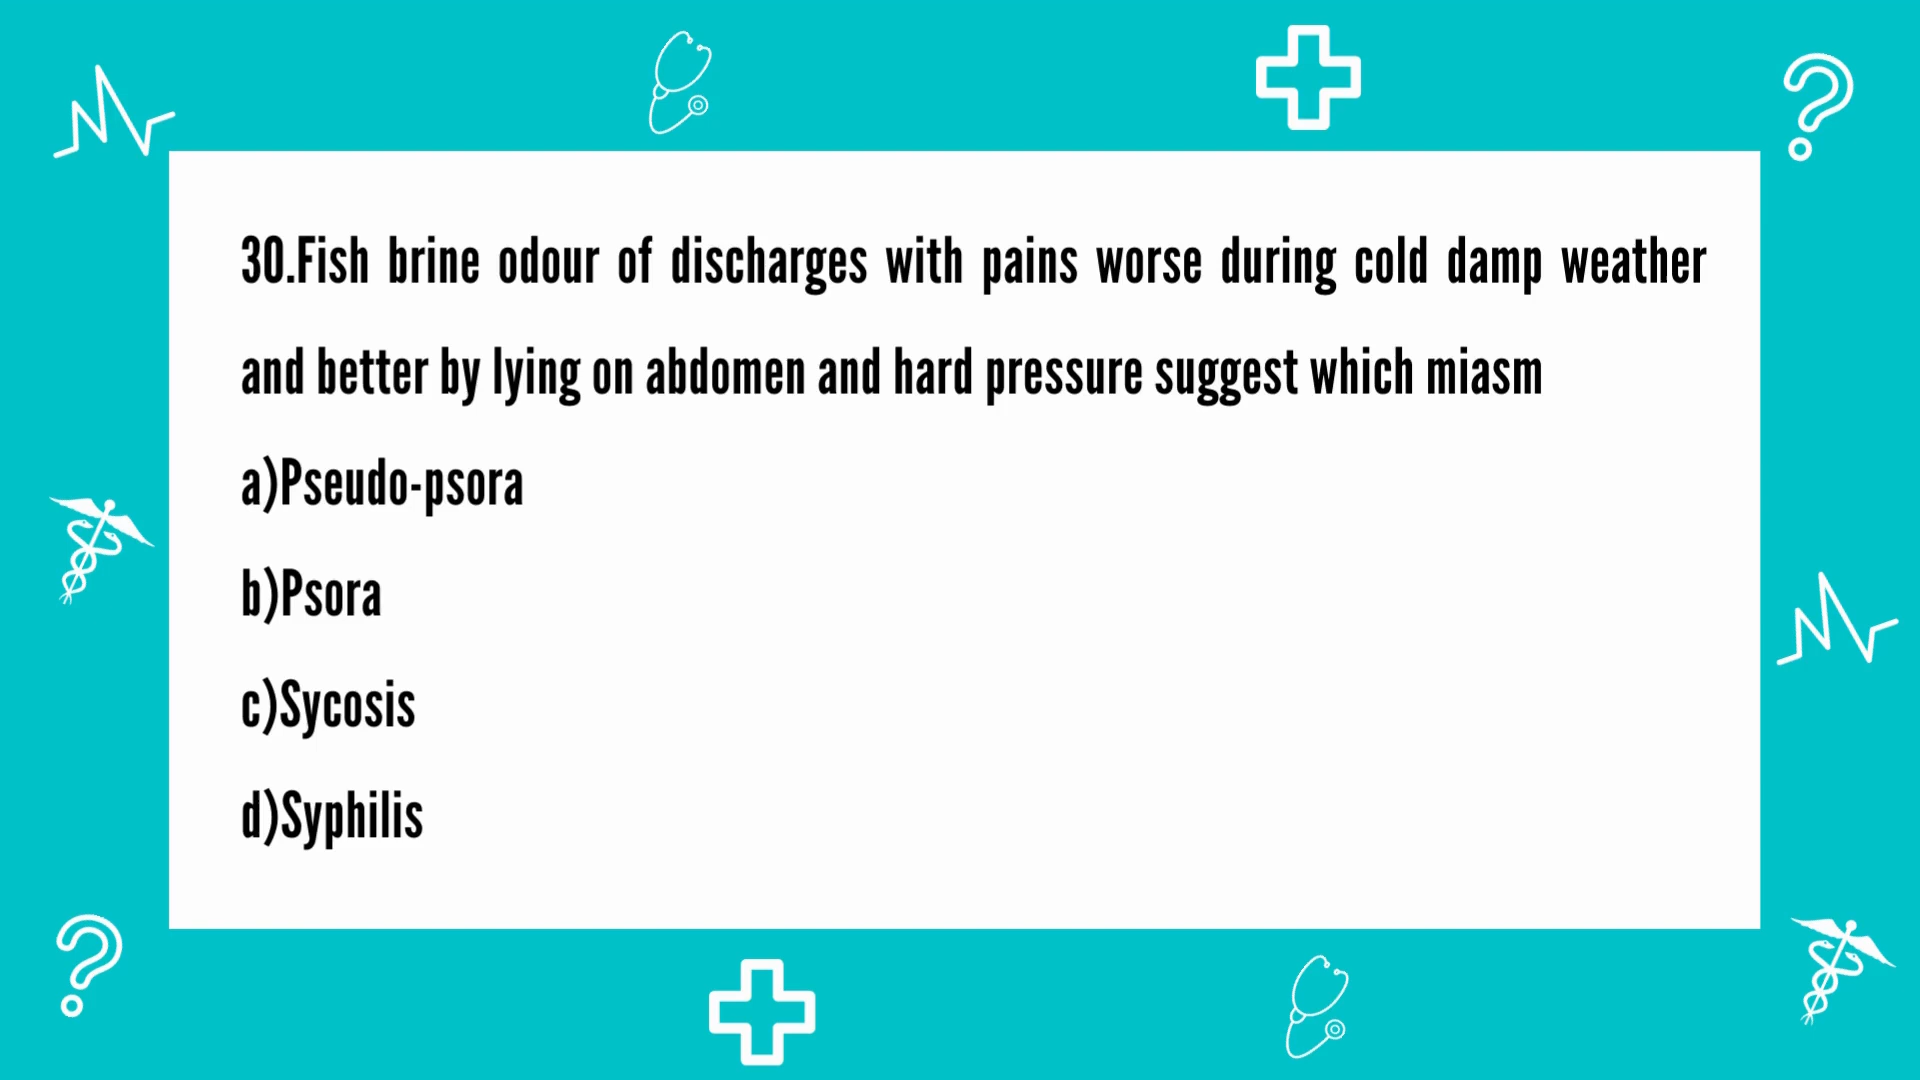 30.Fish brine odour of discharges with pains worse during cold damp weather
and better by lying on abdomen and hard pressure suggest which miasm
a)Pseudo-psora
b)Psora
c)Sycosis
d)Syphilis